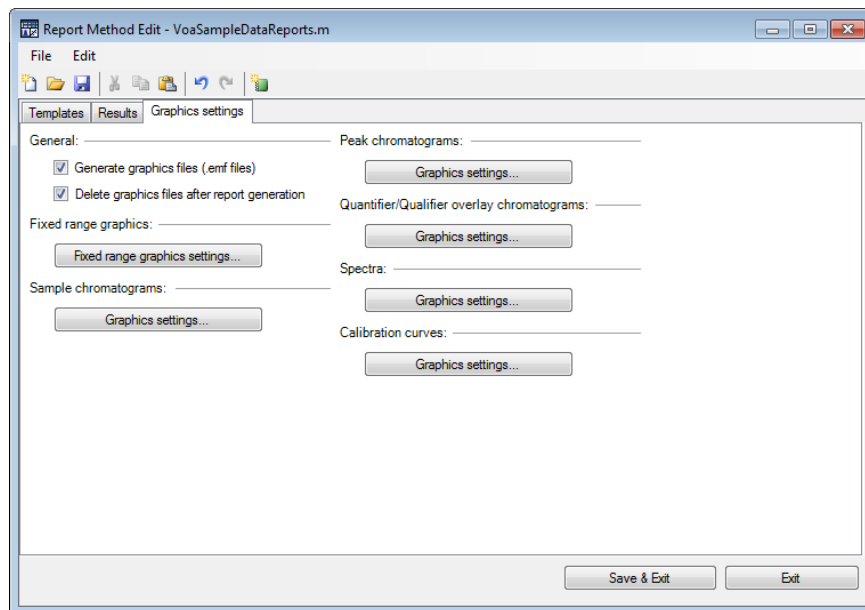 Report Method Edit - VoaSampleDataReports.m
File Edit
Templates Results Graphics settings
General:
Generate graphics files (.emf files)
Delete graphics files after report generation
Fixed range graphics:
Fixed range graphics settings...
Sample chromatograms:
Graphics settings...
Peak chromatograms:
Graphics settings...
Quantifier/Qualifier overlay chromatograms:
Graphics settings...
Spectra:
Graphics settings...
Calibration curves:
Graphics settings...
Save & Exit Exit